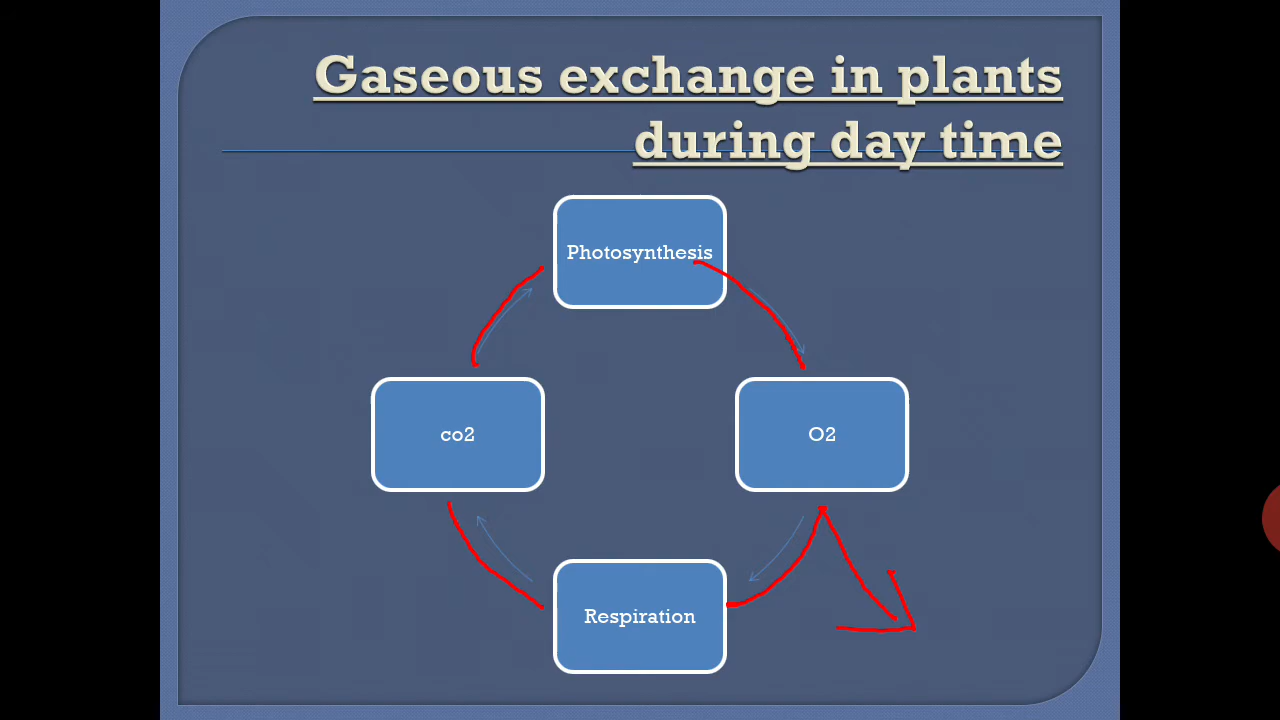 Gaseous exchange in plants
during day time
Photosynthesis
co2
O2
Respiration